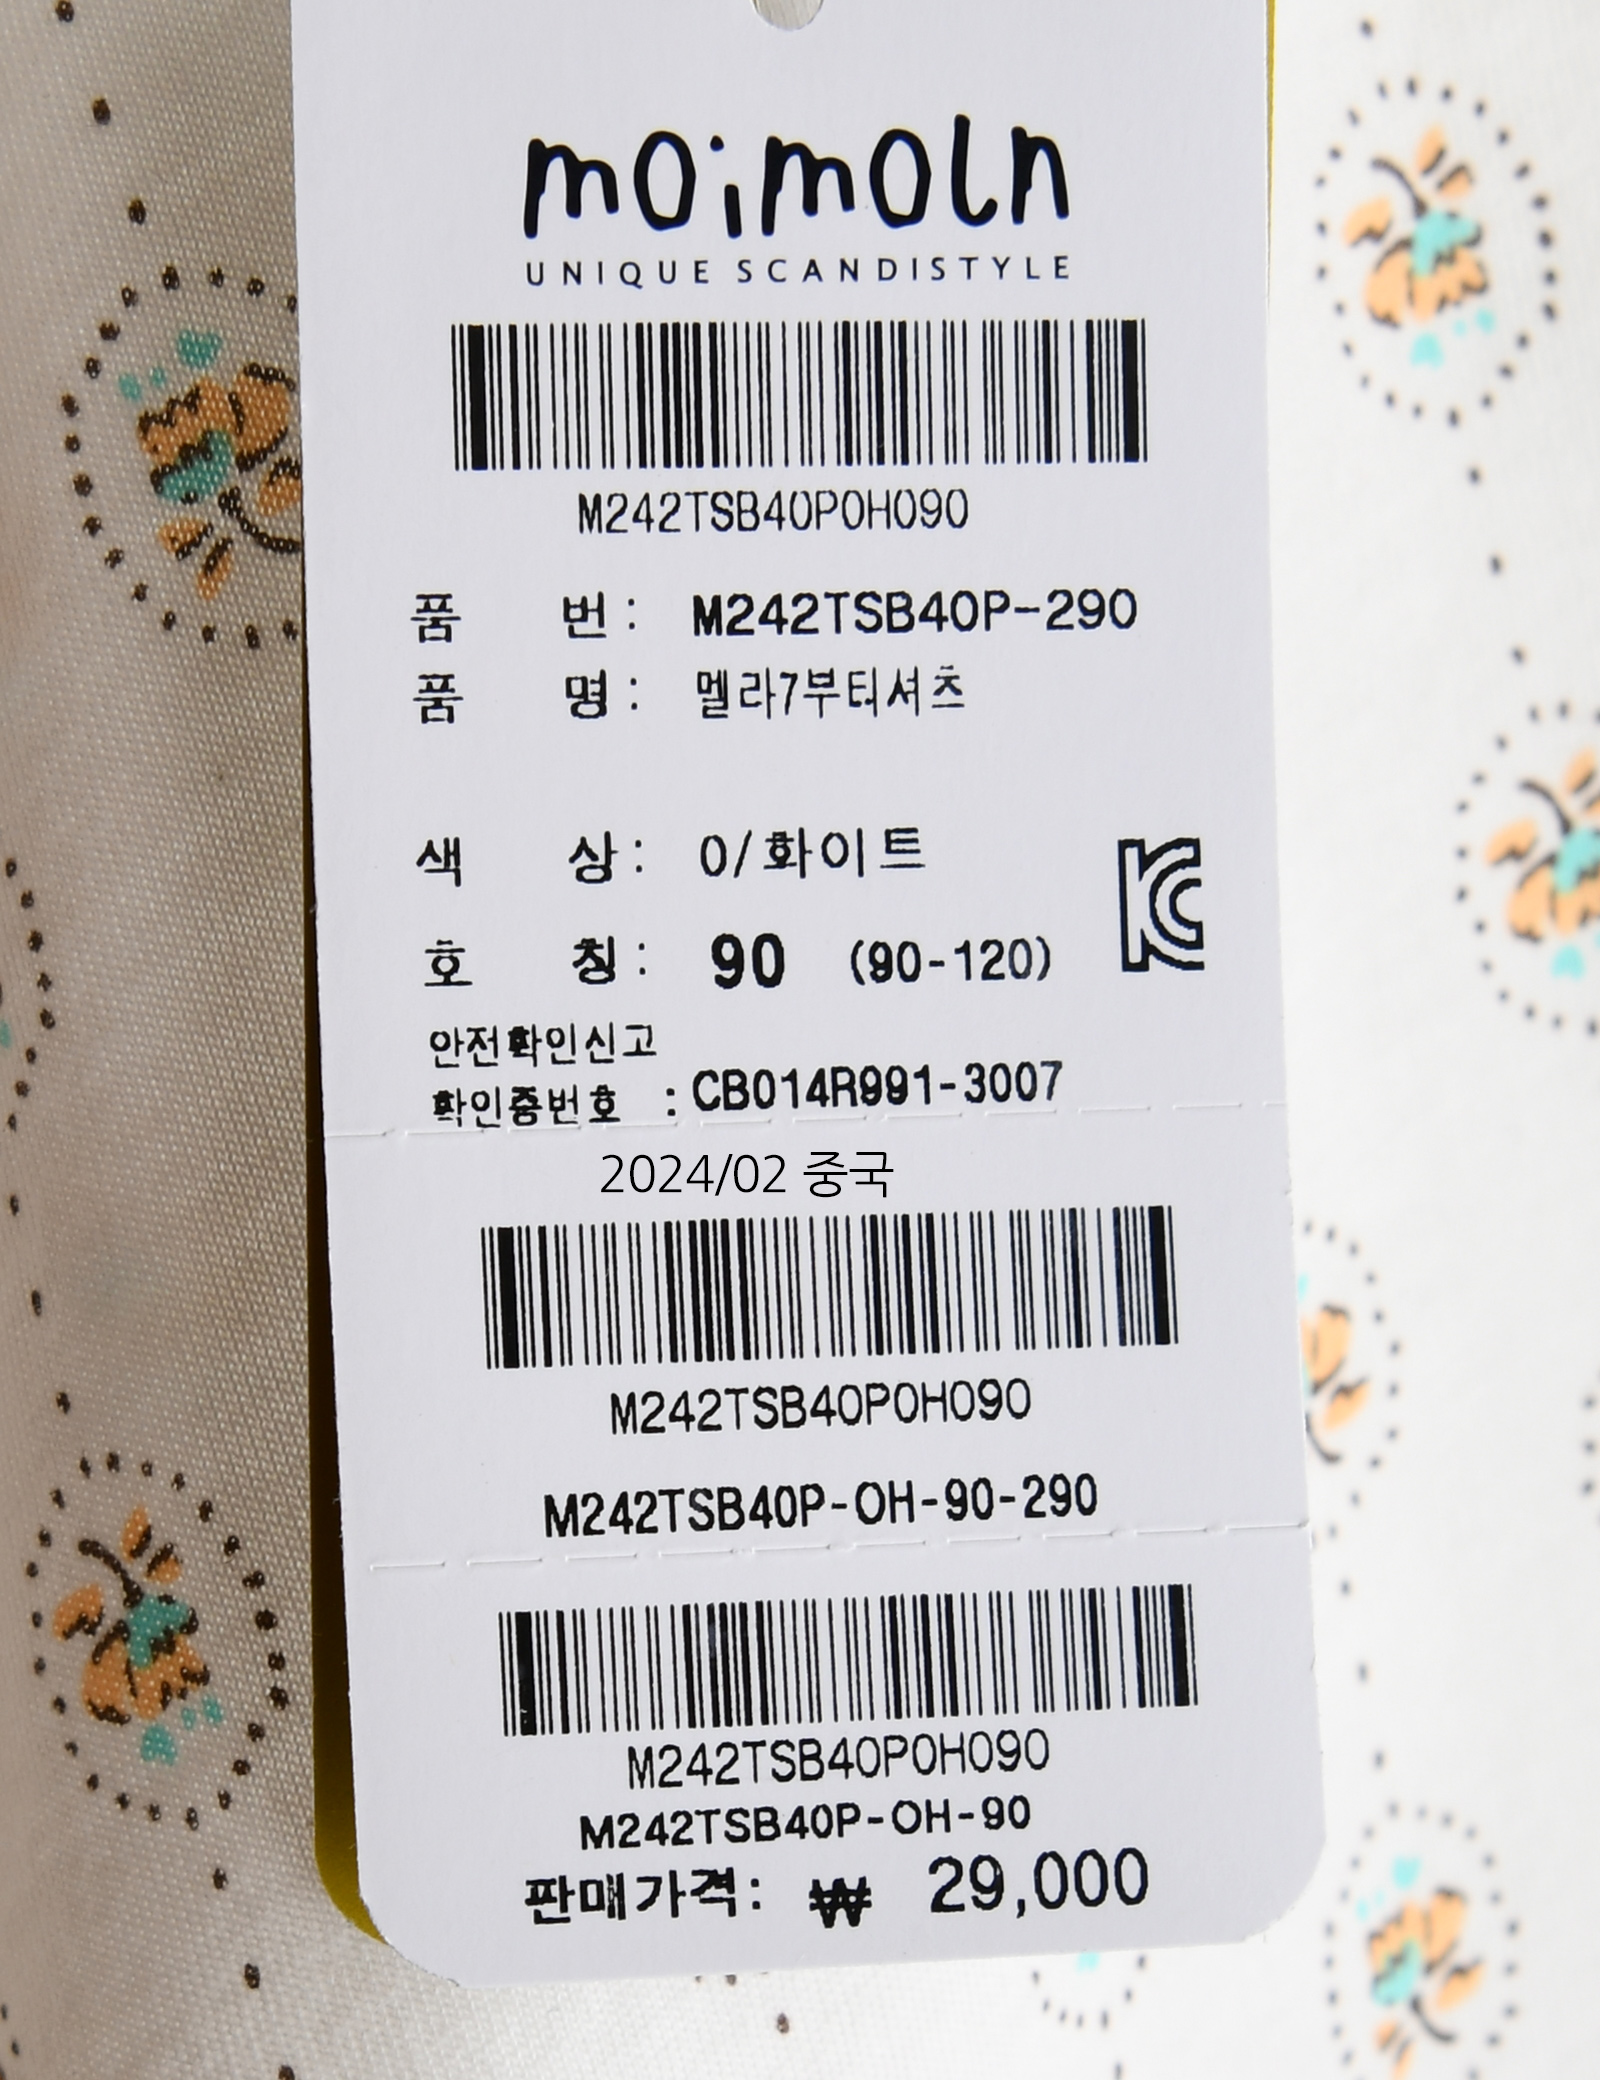 moimoln
UNIQUE SCANDISTYLE
M242TSB40P0H090
품 번: M242TSB40P-290
품 명: 멜라7부티셔츠
색 상: 0/화이트
호 칭: 90 (90-120)
안전확인신고
확인증번호 : CB014R991-3007
2024/02 중국
M242TSB40P0H090
M242TSB40P-OH-90-290
M242TSB40P0H090
M242TSB40P-OH-90
판매가격: ₩ 29,000